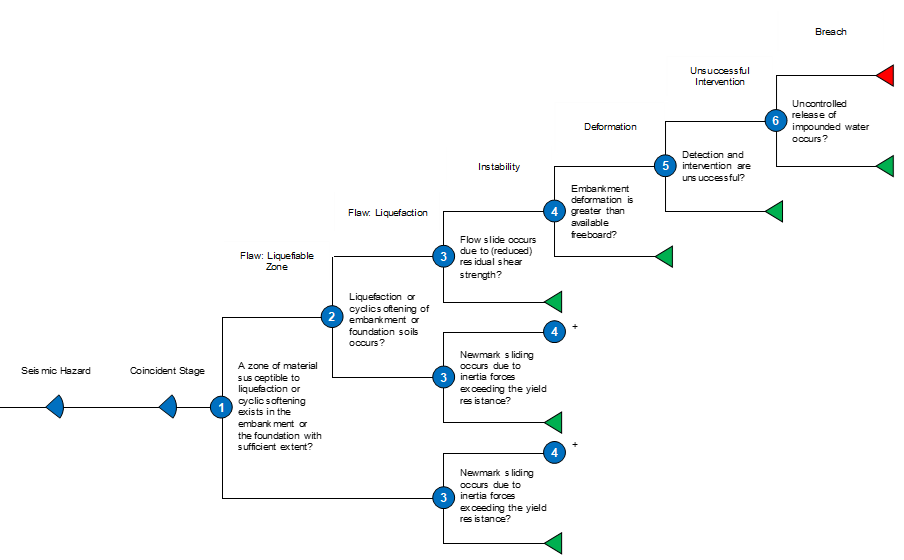 Breach
Unsuccessful
Intervention
Uncontrolled
release of
impounded water
occurs?
6
Deformation
Detection and
intervention are
unsuccessful?
5
Instability
Embankment
deformation is
greater than
available
freeboard?
4
Flaw: Liquefaction
Flow slide occurs
due to (reduced)
residual shear
strength?
3
Flaw: Liquefiable
Zone
Liquefaction or
cyclic softening of
embankment or
foundation soils
occurs?
2
4 +
Newmark sliding
occurs due to
inertia forces
exceeding the yield
resistance?
3
Seismic Hazard
Coincident Stage
A zone of material
susceptible to
liquefaction or
cyclic softening
exists in the
embankment or
the foundation with
sufficient extent?
1
4 +
Newmark sliding
occurs due to
inertia forces
exceeding the yield
resistance?
3